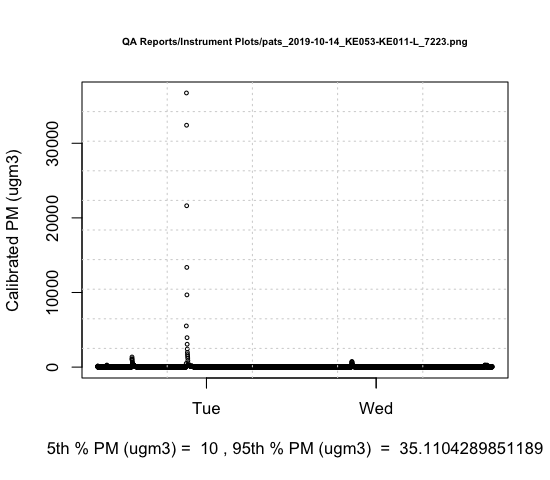 QA Reports/Instrument Plots/pats_2019-10-14_KE053-KE011-L_7223.png
Calibrated PM (ugm3)
30000
20000
10000
0
Tue Wed
5th % PM (ugm3) = 10 , 95th % PM (ugm3) = 35.1104289851189